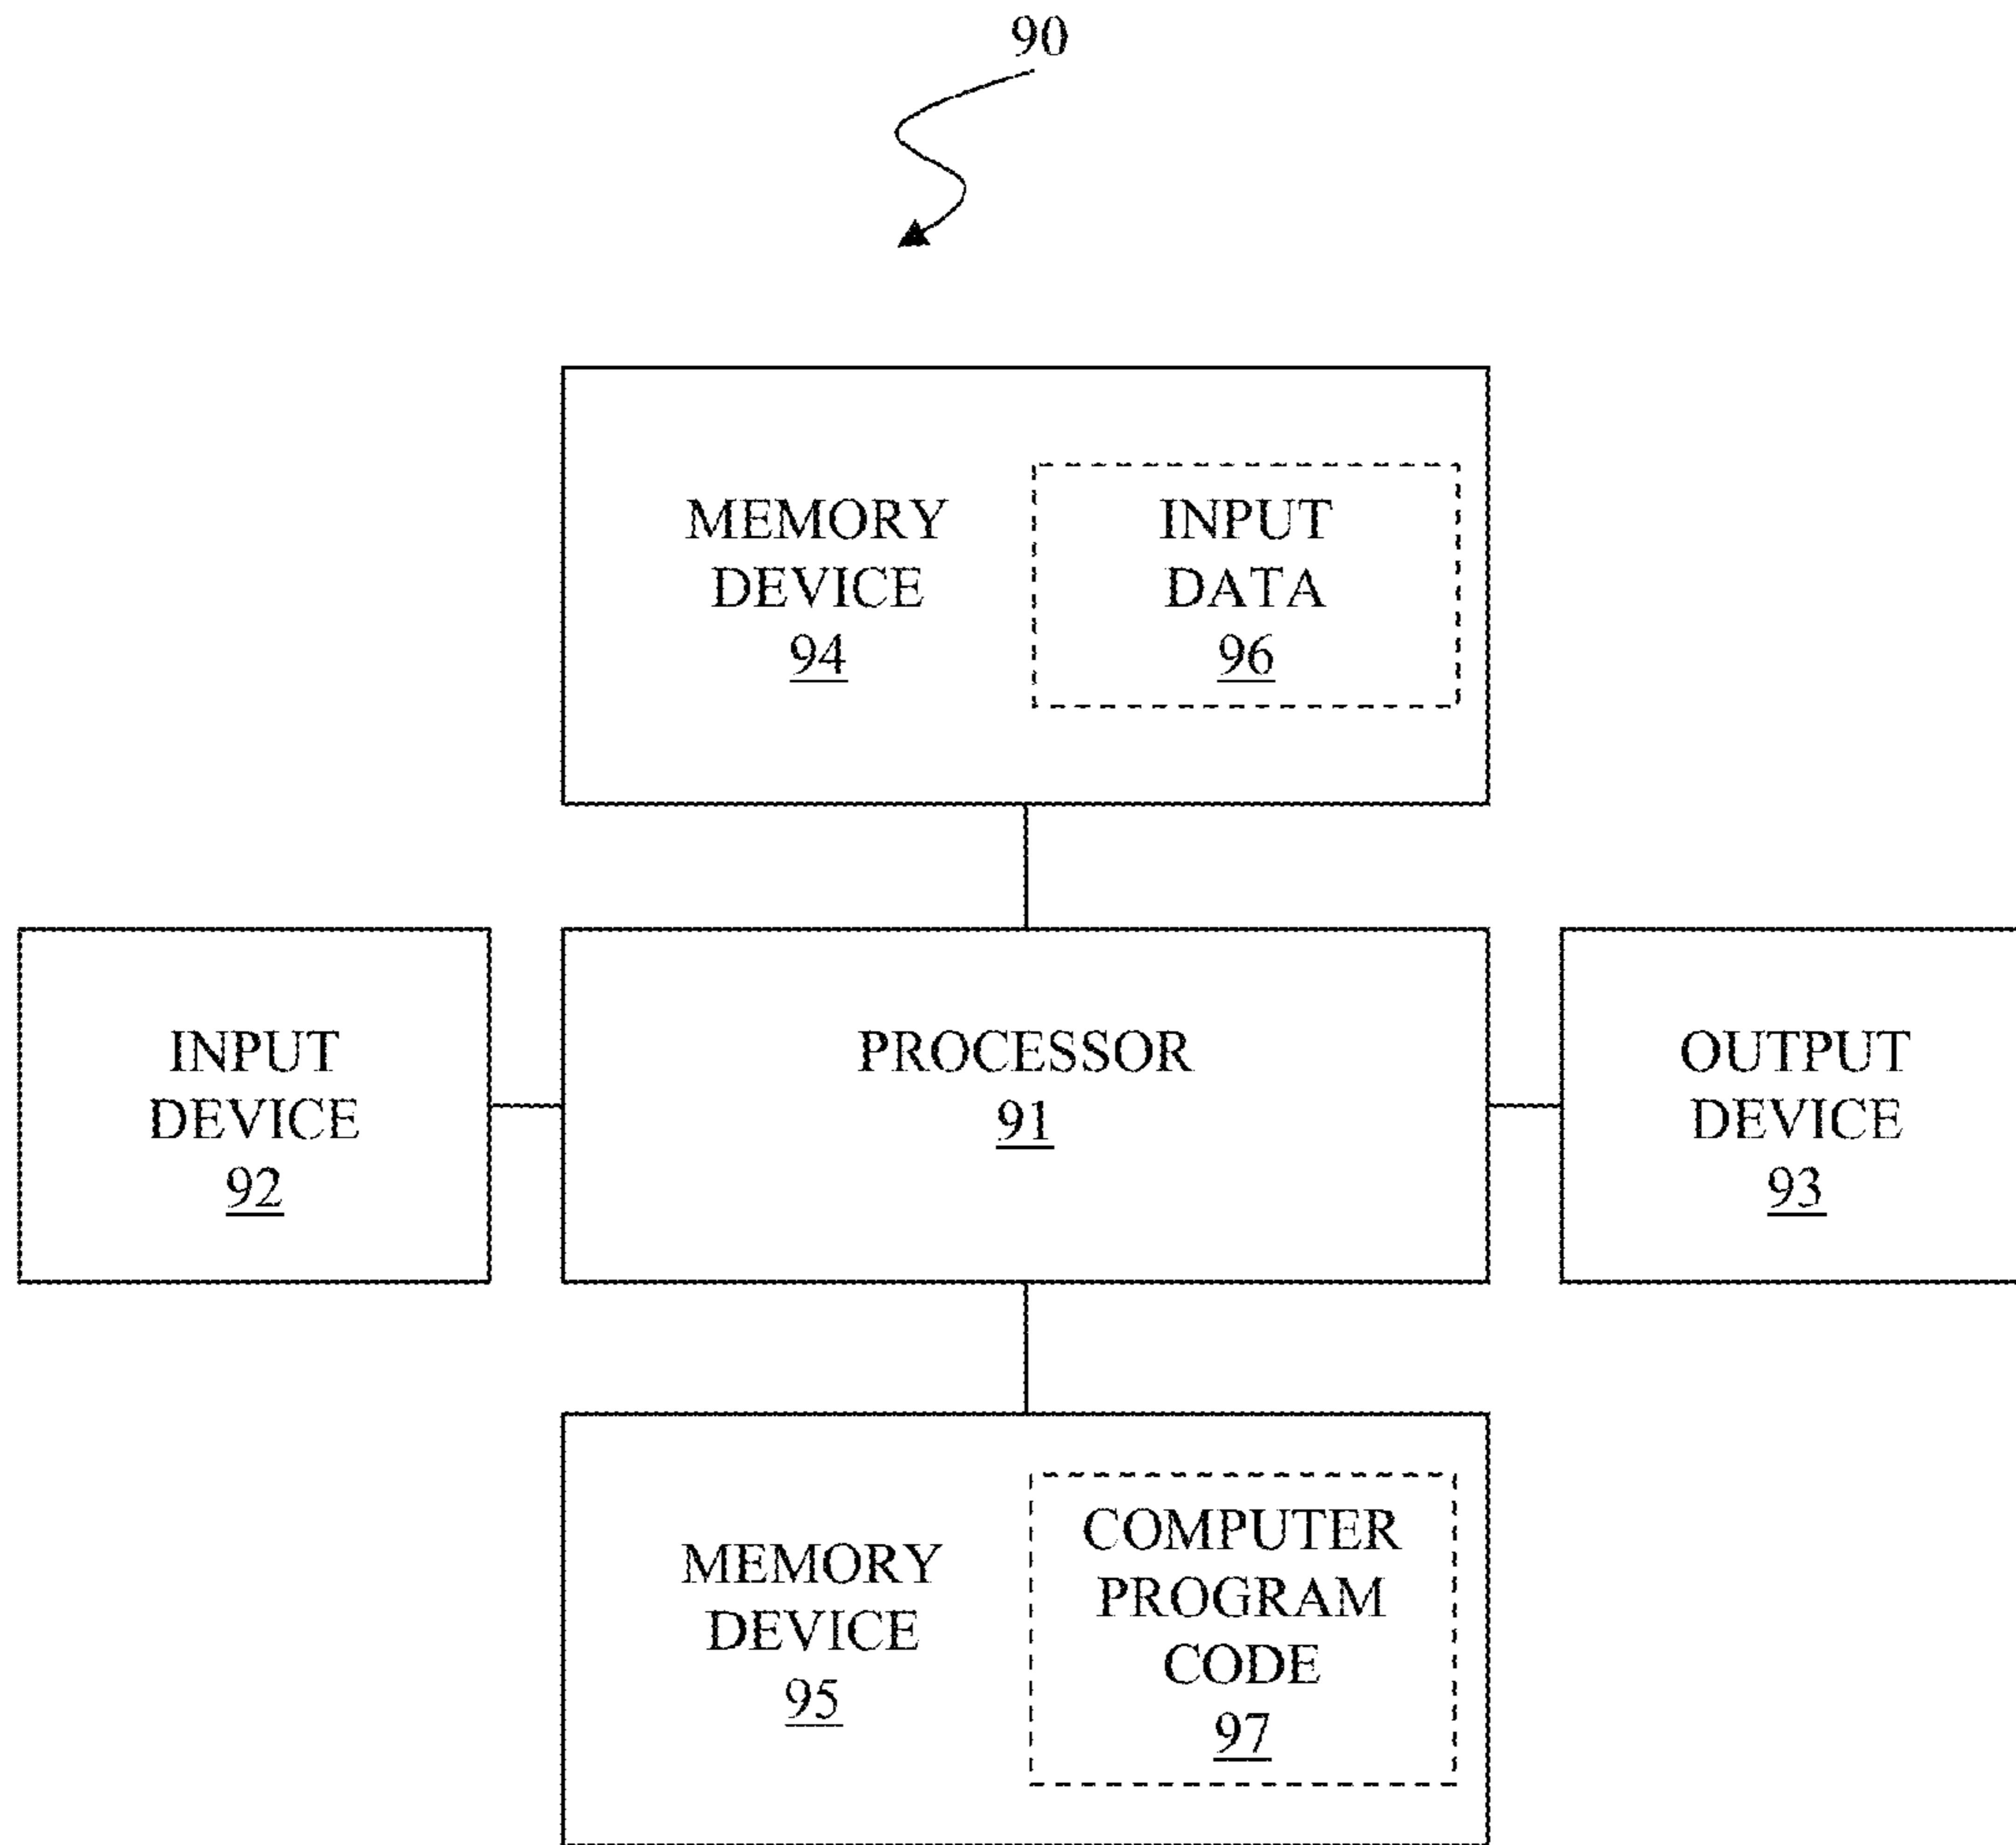 90
MEMORY
DEVICE
94
INPUT
DATA
96
INPUT
DEVICE
92
PROCESSOR
91
OUTPUT
DEVICE
93
MEMORY
DEVICE
95
COMPUTER
PROGRAM
CODE
97